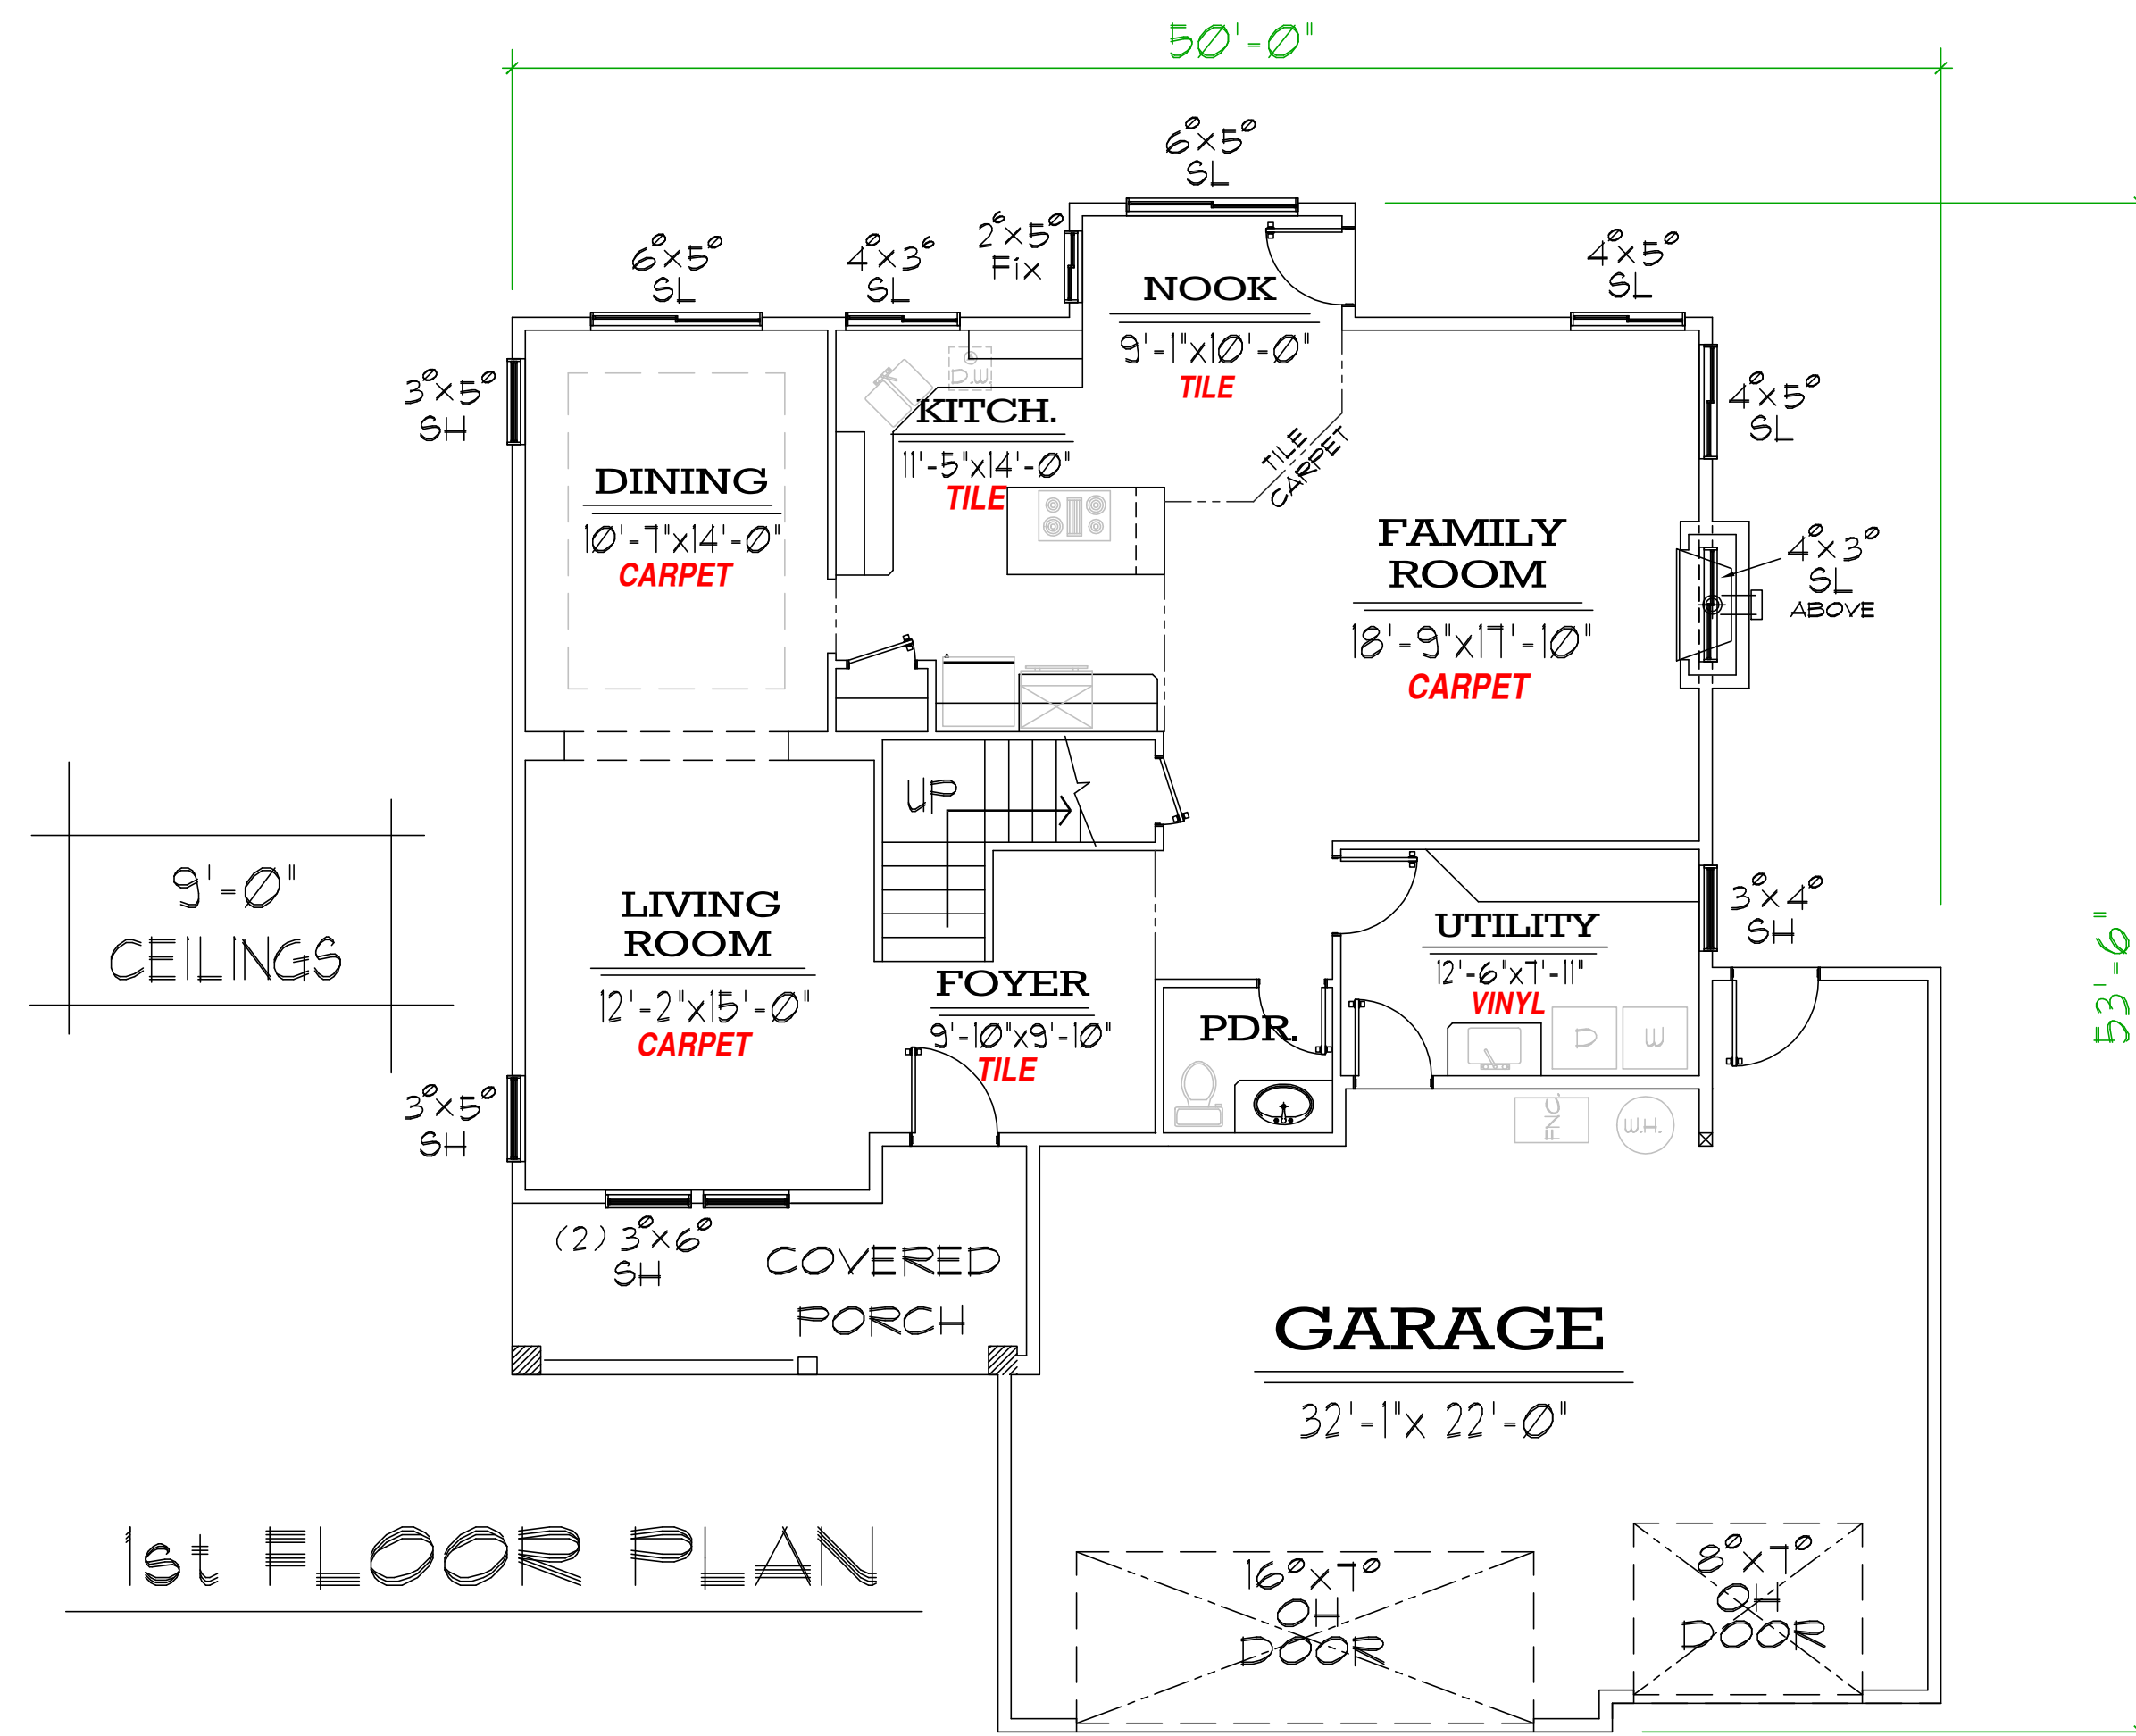 50'-0"
6⁰x5⁰
SL
2⁶x5⁰
Fix
6⁰x5⁰
SL
4⁰x3⁶
SL
4⁰x5⁰
SL
NOOK
9'-1"x10'-0"
TILE
3⁰x5⁰
SH
D.W.
KITCH.
11'-5"x14'-0"
TILE
TILE
CARPET
4⁰x5⁰
SL
DINING
10'-7"x14'-0"
CARPET
FAMILY
ROOM
18'-9"x17'-10"
CARPET
4⁰x3⁰
SL
ABOVE
UP
9'-0"
CEILINGS
LIVING
ROOM
12'-2"x15'-0"
CARPET
FOYER
9'-10"x9'-10"
TILE
PDR.
UTILITY
12'-6"x7'-11"
VINYL
D
W
3⁰x4⁰
SH
53'-6"
3⁰x5⁰
SH
FNC.
W.H.
(2) 3⁰x6⁰
SH
COVERED
PORCH
GARAGE
32'-1"x 22'-0"
1st FLOOR PLAN
16⁰x7⁰
OH
DOOR
8⁰x7⁰
OH
DOOR